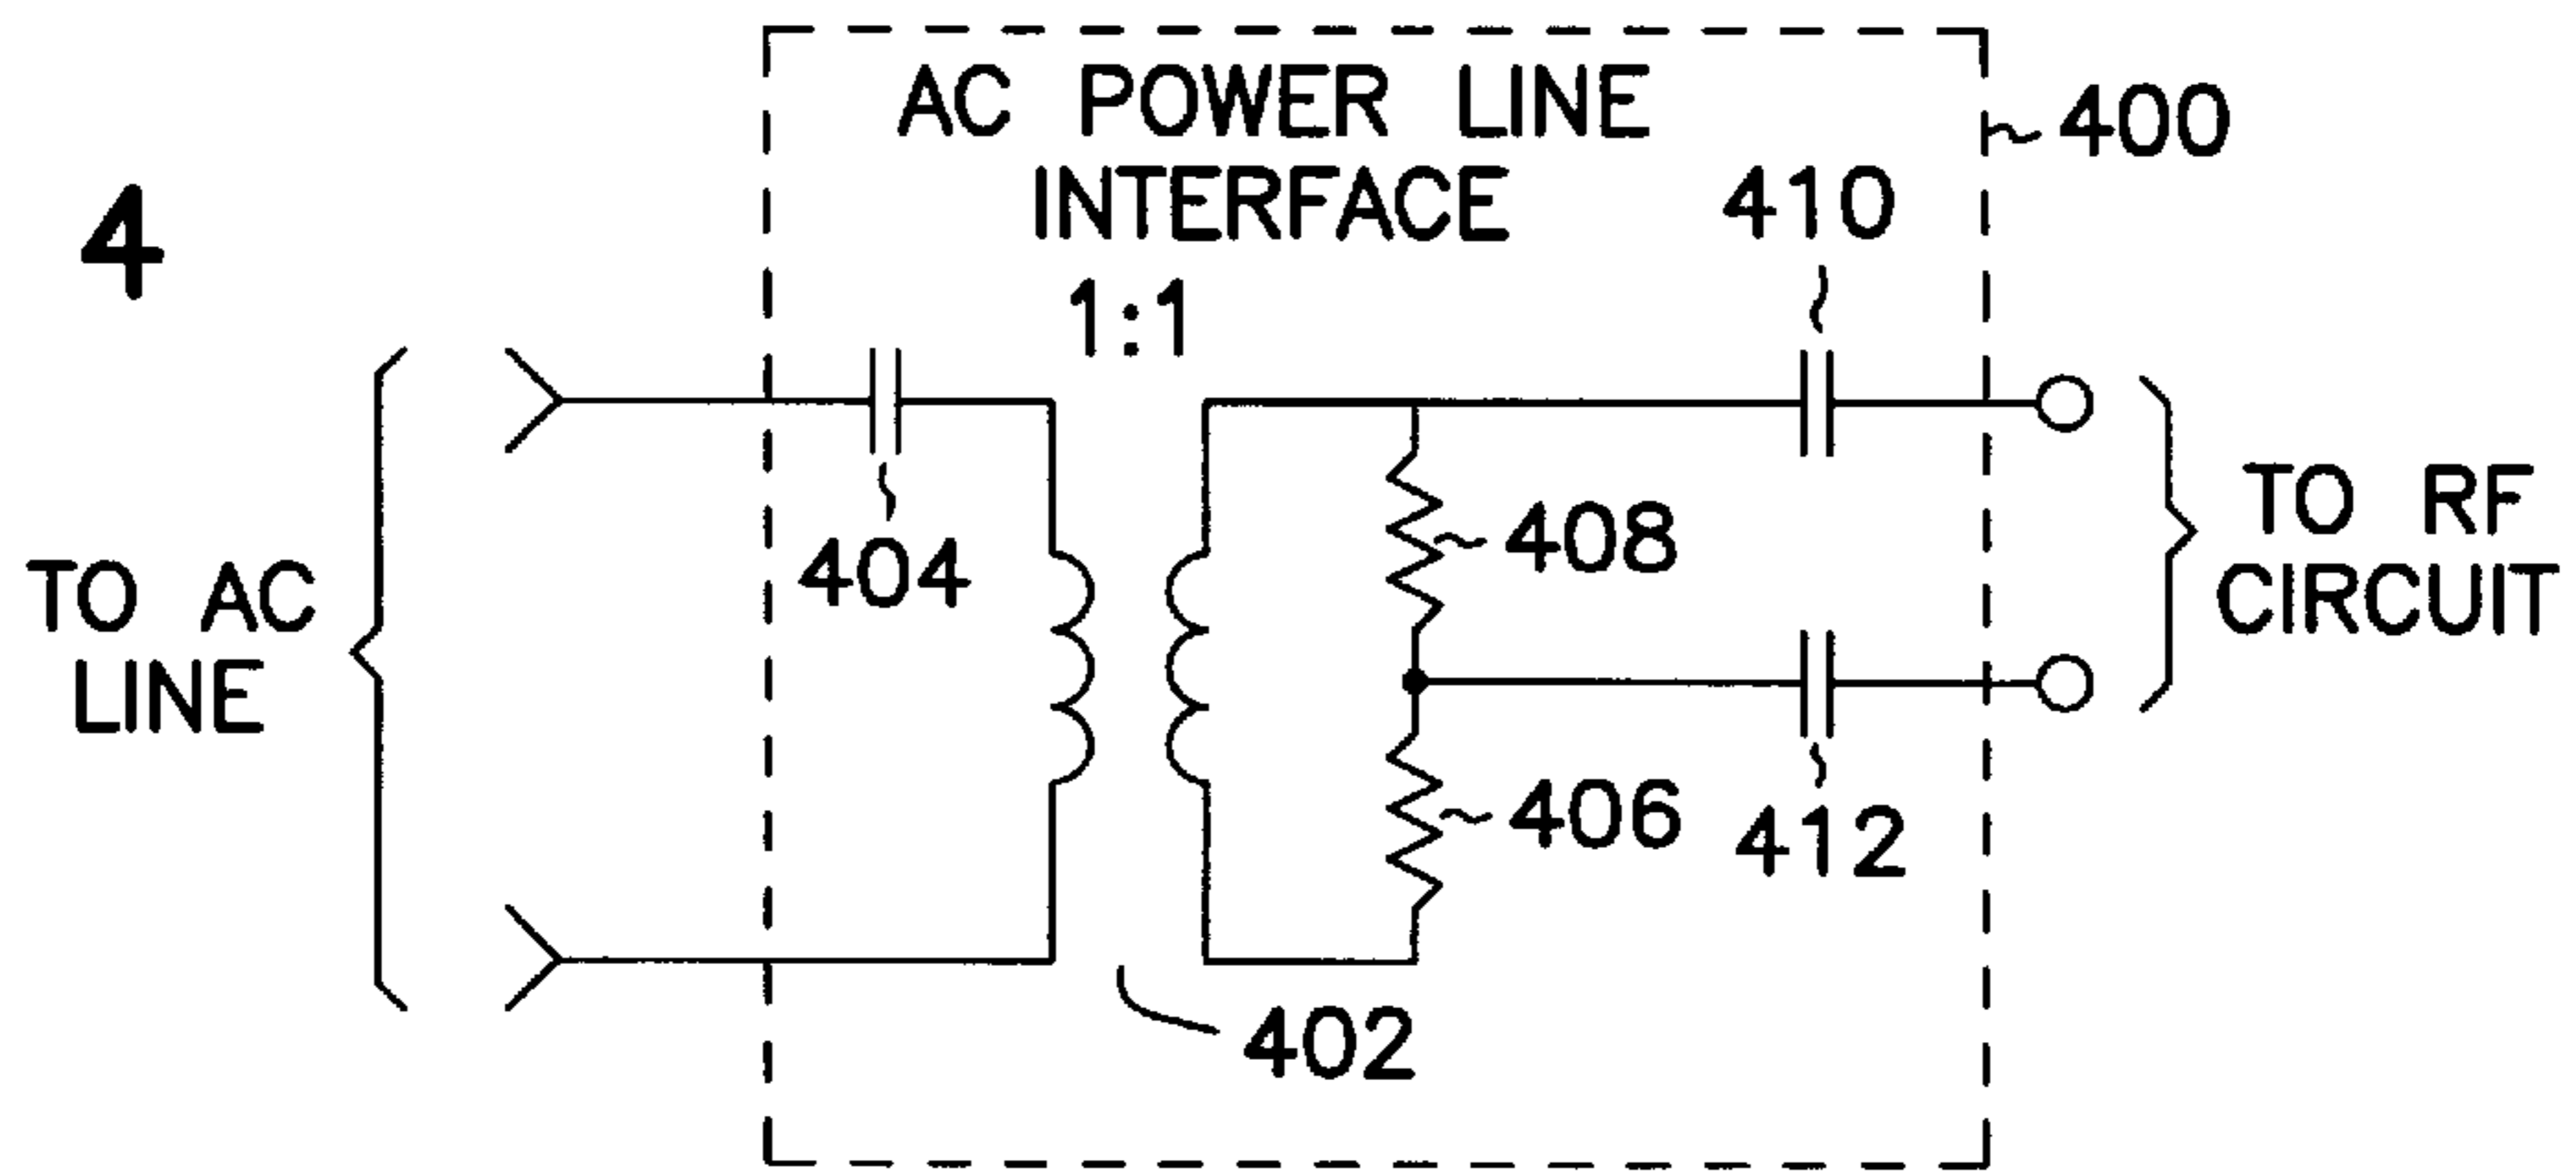 4
AC POWER LINE
INTERFACE
1:1
400
410
TO AC
LINE
404
408
406
412
402
TO RF
CIRCUIT